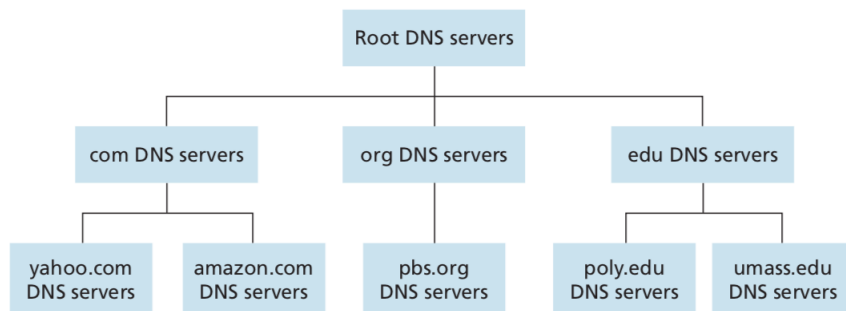 Root DNS servers
com DNS servers
org DNS servers
edu DNS servers
yahoo.com
DNS servers
amazon.com
DNS servers
pbs.org
DNS servers
poly.edu
DNS servers
umass.edu
DNS servers